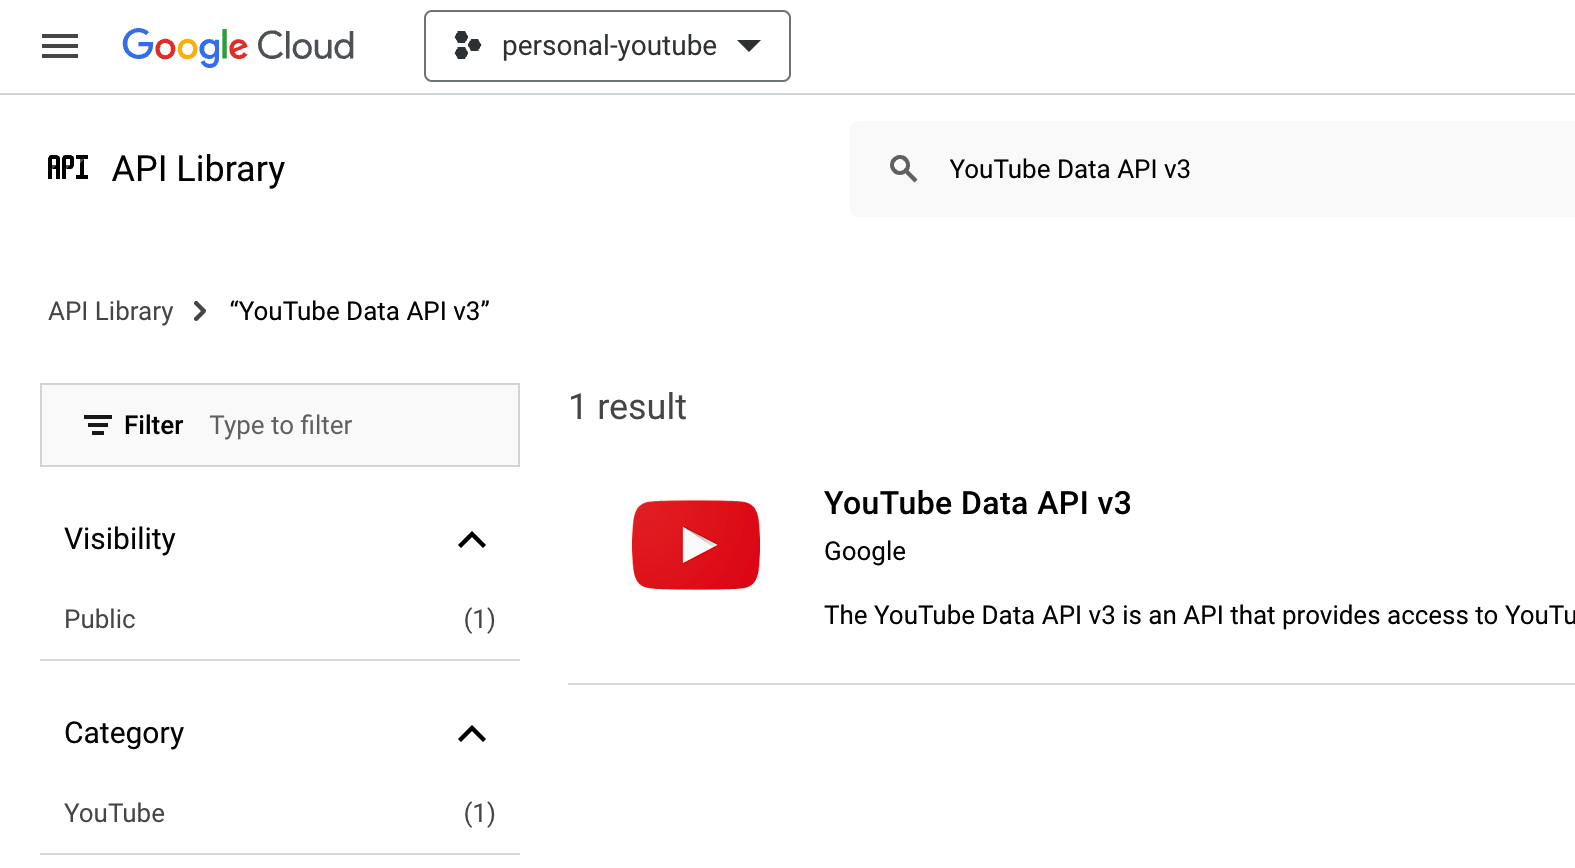 Google Cloud
personal-youtube
API API Library
YouTube Data API v3
API Library “YouTube Data API v3”
Filter Type to filter
1 result
Visibility
Public (1)
Category
YouTube (1)
YouTube Data API v3
Google
The YouTube Data API v3 is an API that provides access to YouTu